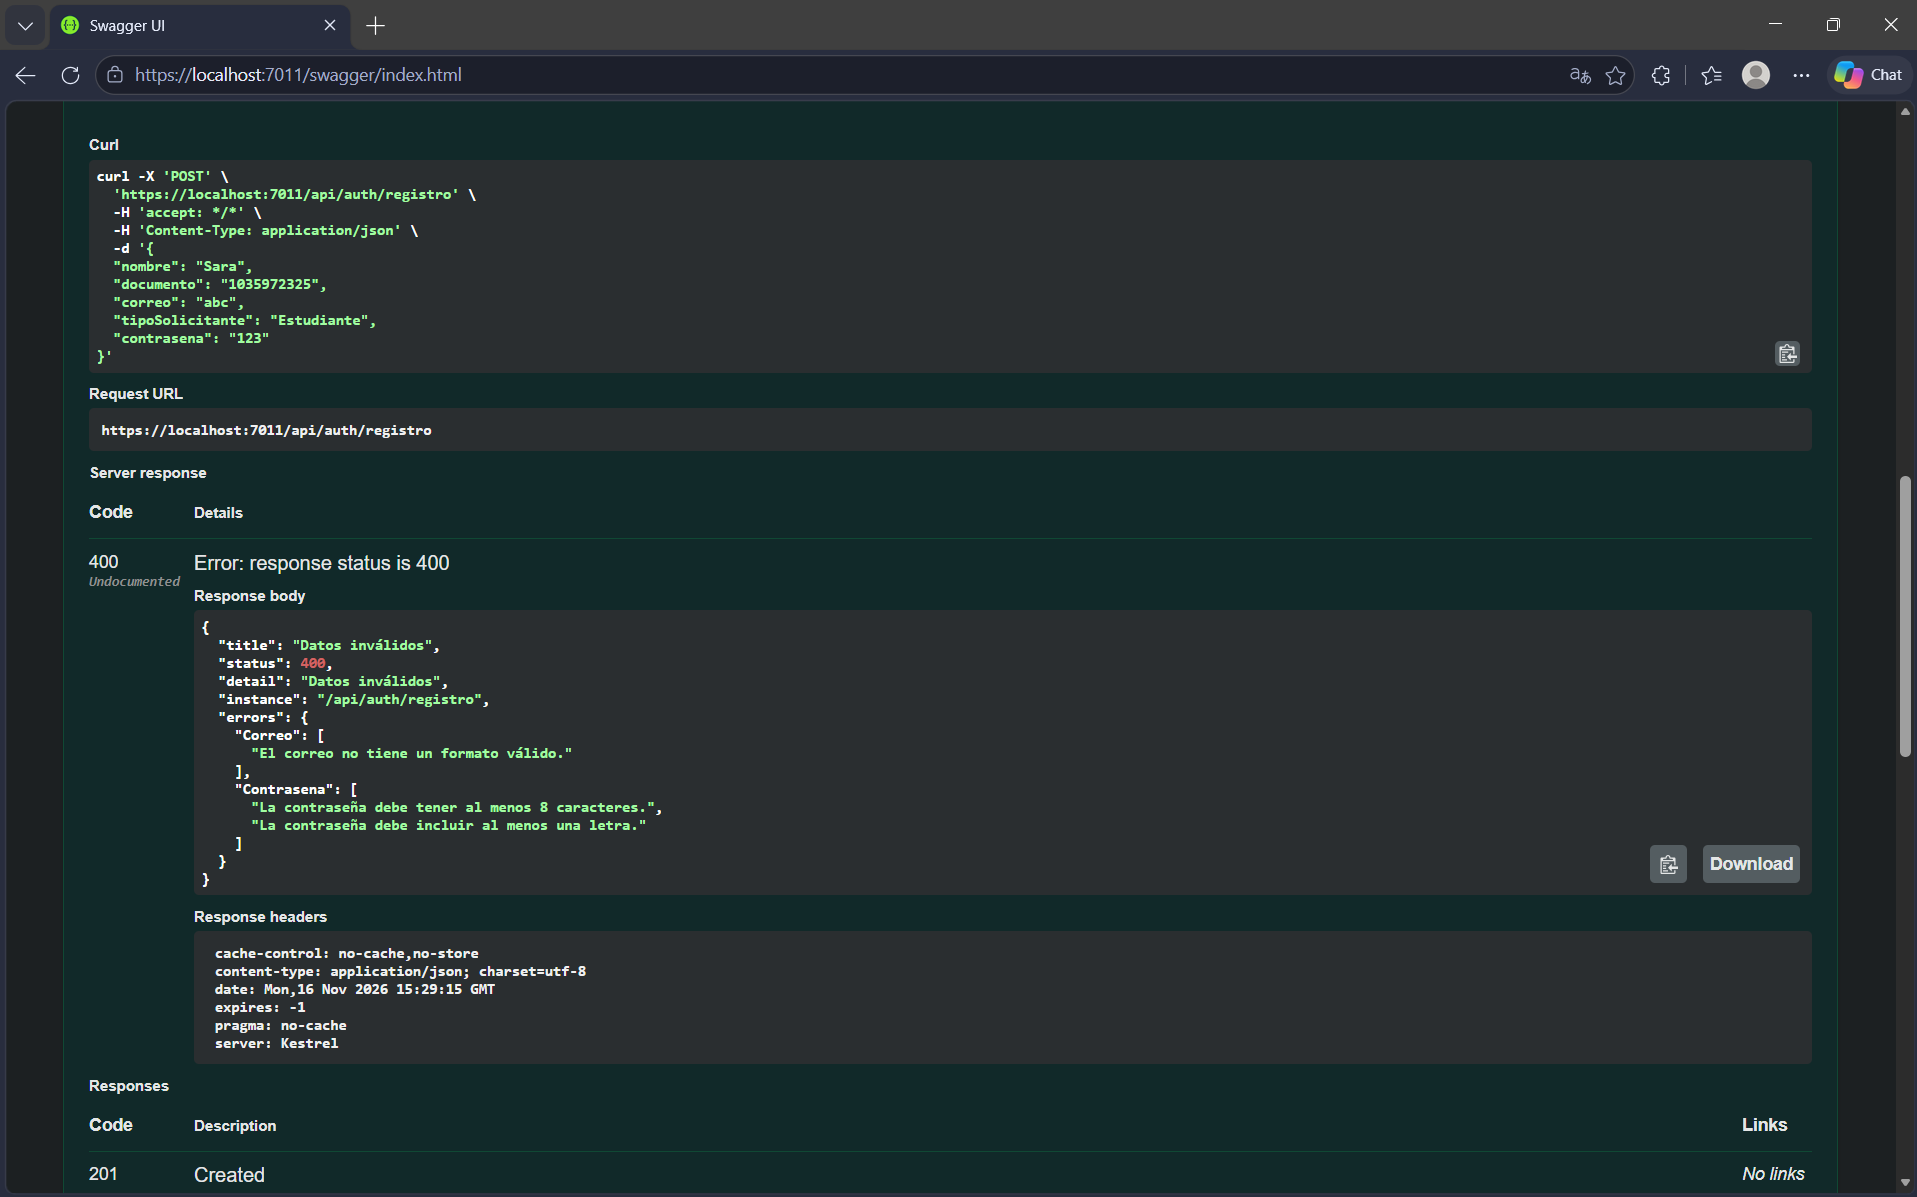 Swagger UI
https://localhost:7011/swagger/index.html
Chat
Curl
curl -X 'POST' \
'https://localhost:7011/api/auth/registro' \
-H 'accept: */*' \
-H 'Content-Type: application/json' \
-d '{
"nombre": "Sara",
"documento": "1035972325",
"correo": "abc",
"tipoSolicitante": "Estudiante",
"contrasena": "123"
}'
Request URL
https://localhost:7011/api/auth/registro
Server response
Code Details
400 Error: response status is 400
Undocumented
Response body
{
"title": "Datos inválidos",
"status": 400,
"detail": "Datos inválidos",
"instance": "/api/auth/registro",
"errors": {
"Correo": [
"El correo no tiene un formato válido."
],
"Contrasena": [
"La contraseña debe tener al menos 8 caracteres.",
"La contraseña debe incluir al menos una letra."
]
}
}
Download
Response headers
cache-control: no-cache,no-store
content-type: application/json; charset=utf-8
date: Mon,16 Nov 2026 15:29:15 GMT
expires: -1
pragma: no-cache
server: Kestrel
Responses
Code Description Links
201 Created No links